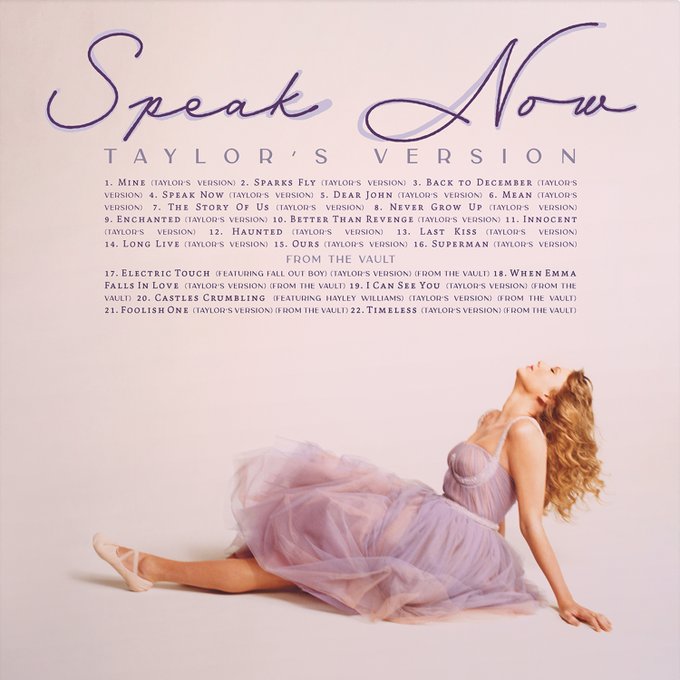 Speak Now
TAYLOR'S VERSION
1. MINE (TAYLOR'S VERSION) 2. SPARKS FLY (TAYLOR'S VERSION) 3. BACK TO DECEMBER (TAYLOR'S
VERSION) 4. SPEAK NOW (TAYLOR'S VERSION) 5. DEAR JOHN (TAYLOR'S VERSION) 6. MEAN (TAYLOR'S
VERSION) 7. THE STORY OF US (TAYLOR'S VERSION) 8. NEVER GROW UP (TAYLOR'S VERSION)
9. ENCHANTED (TAYLOR'S VERSION) 10. BETTER THAN REVENGE (TAYLOR'S VERSION) 11. INNOCENT
(TAYLOR'S VERSION) 12. HAUNTED (TAYLOR'S VERSION) 13. LAST KISS (TAYLOR'S VERSION)
14. LONG LIVE (TAYLOR'S VERSION) 15. OURS (TAYLOR'S VERSION) 16. SUPERMAN (TAYLOR'S VERSION)
FROM THE VAULT
17. ELECTRIC TOUCH (FEATURING FALL OUT BOY) (TAYLOR'S VERSION) (FROM THE VAULT) 18. WHEN EMMA
FALLS IN LOVE (TAYLOR'S VERSION) (FROM THE VAULT) 19. I CAN SEE YOU (TAYLOR'S VERSION) (FROM THE
VAULT) 20. CASTLES CRUMBLING (FEATURING HAYLEY WILLIAMS) (TAYLOR'S VERSION) (FROM THE VAULT)
21. FOOLISH ONE (TAYLOR'S VERSION) (FROM THE VAULT) 22. TIMELESS (TAYLOR'S VERSION) (FROM THE VAULT)